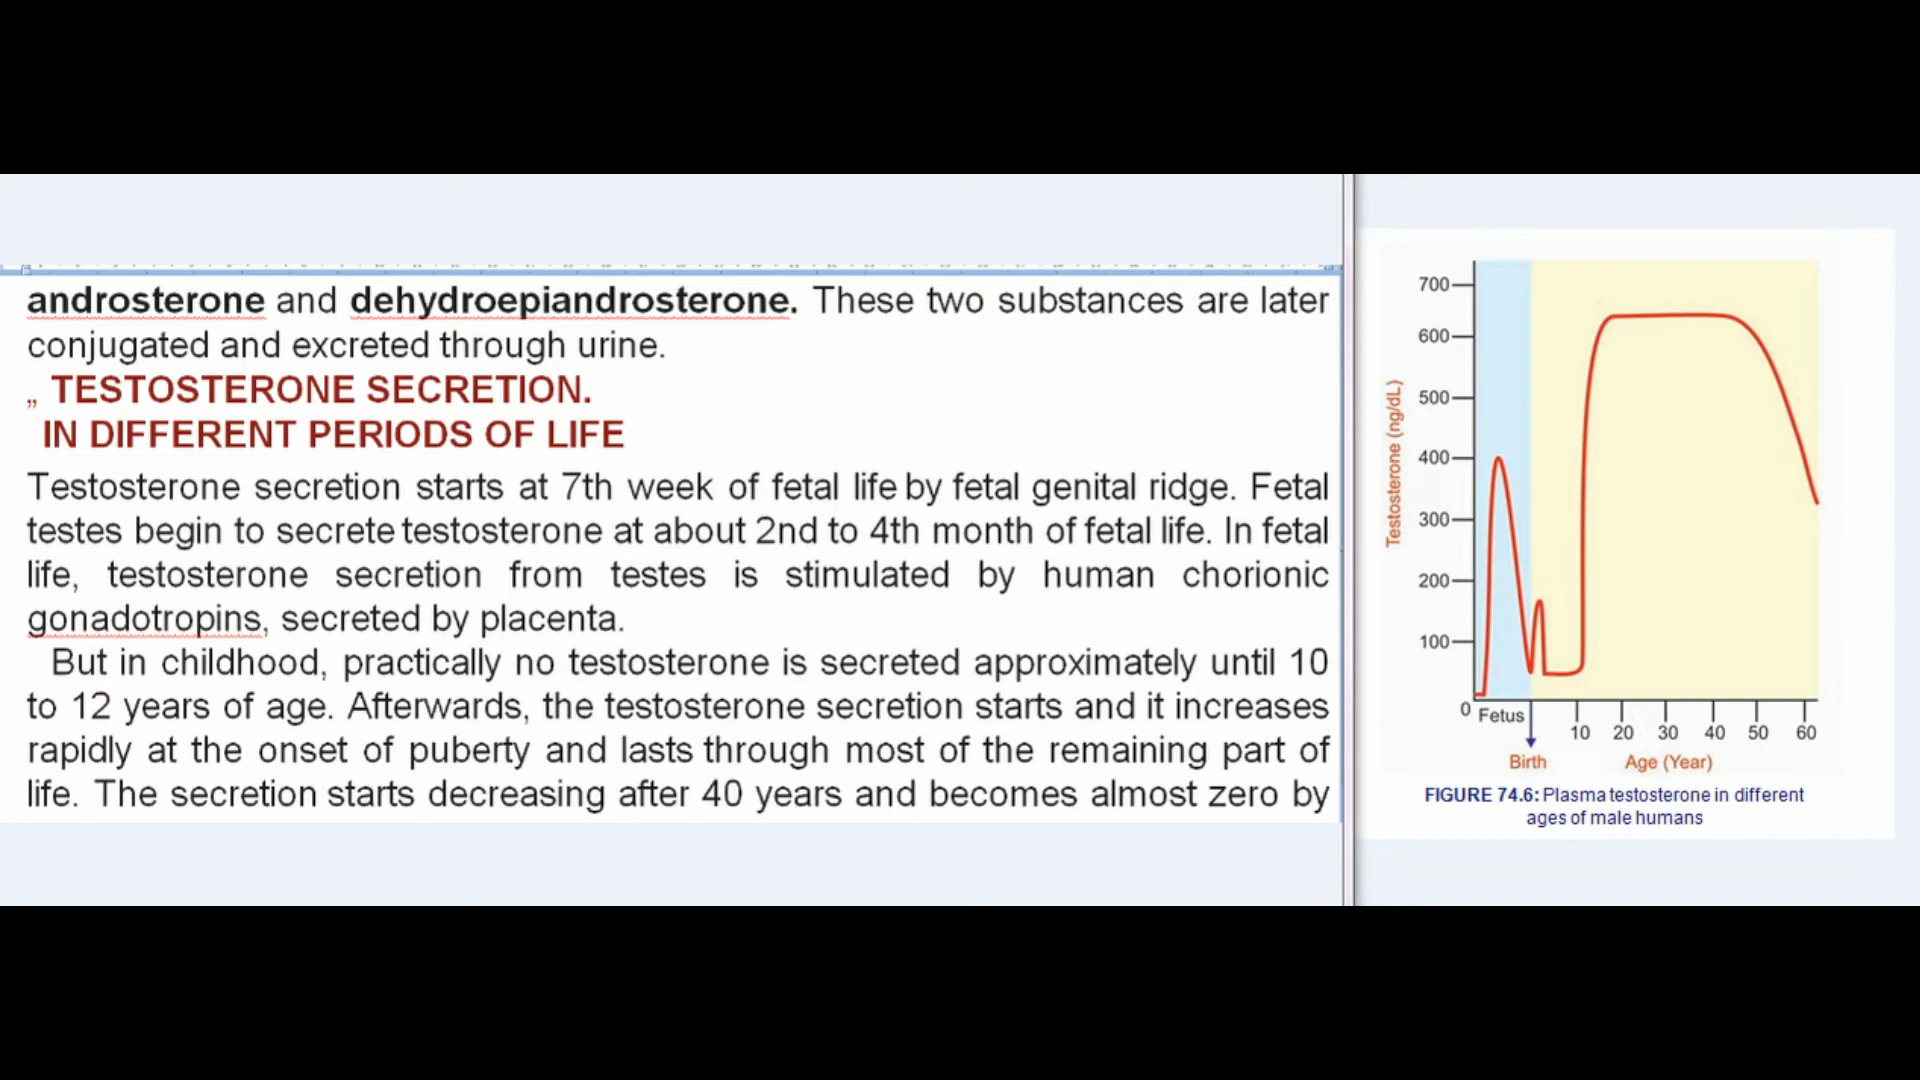 androsterone and dehydroepiandrosterone. These two substances are later
conjugated and excreted through urine.
„ TESTOSTERONE SECRETION.
IN DIFFERENT PERIODS OF LIFE
Testosterone secretion starts at 7th week of fetal life by fetal genital ridge. Fetal
testes begin to secrete testosterone at about 2nd to 4th month of fetal life. In fetal
life, testosterone secretion from testes is stimulated by human chorionic
gonadotropins, secreted by placenta.
But in childhood, practically no testosterone is secreted approximately until 10
to 12 years of age. Afterwards, the testosterone secretion starts and it increases
rapidly at the onset of puberty and lasts through most of the remaining part of
life. The secretion starts decreasing after 40 years and becomes almost zero by
Testosterone (ng/dL)
700
600
500
400
300
200
100
0
Fetus
10 20 30 40 50 60
Birth
Age (Year)
FIGURE 74.6: Plasma testosterone in different
ages of male humans